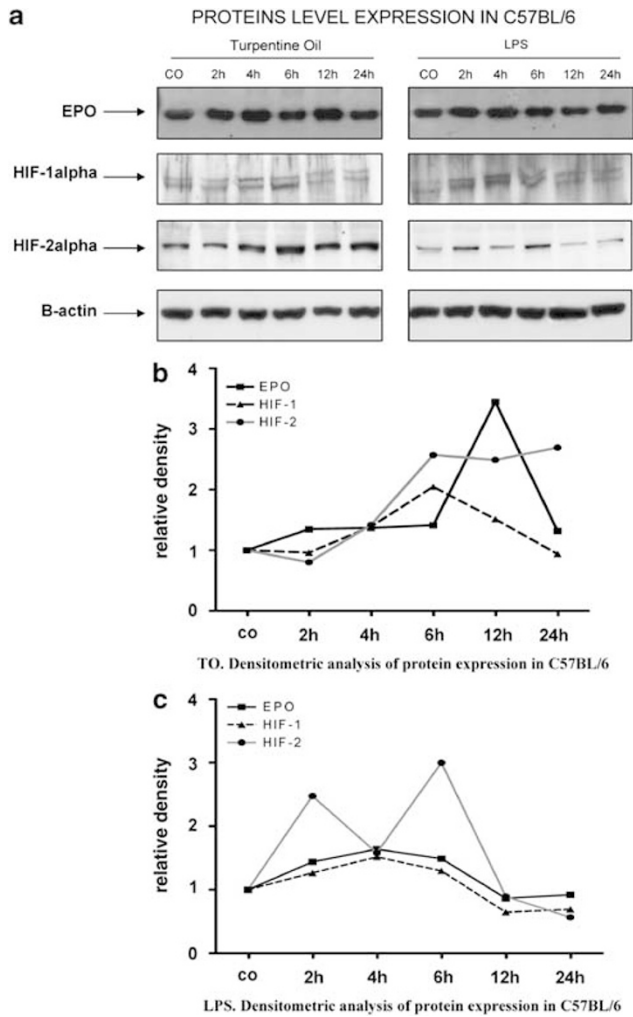 a
PROTEINS LEVEL EXPRESSION IN C57BL/6
Turpentine Oil
LPS
CO 2h 4h 6h 12h 24h
CO 2h 4h 6h 12h 24h
EPO
HIF-1alpha
HIF-2alpha
B-actin
b
4
3
2
1
0
relative density
EPO
HIF-1
HIF-2
co 2h 4h 6h 12h 24h
TO. Densitometric analysis of protein expression in C57BL/6
c
4
3
2
1
0
relative density
EPO
HIF-1
HIF-2
co 2h 4h 6h 12h 24h
LPS. Densitometric analysis of protein expression in C57BL/6